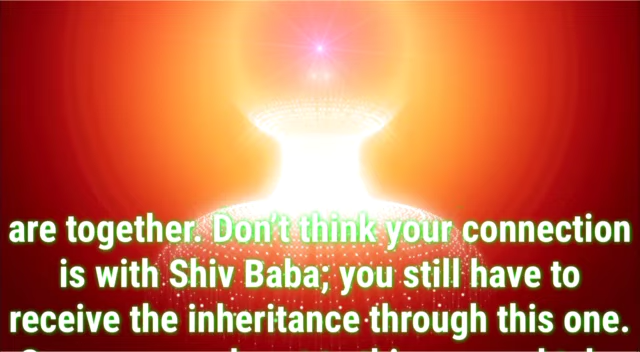 are together. Don't think your connection
is with Shiv Baba; you still have to
receive the inheritance through this one.